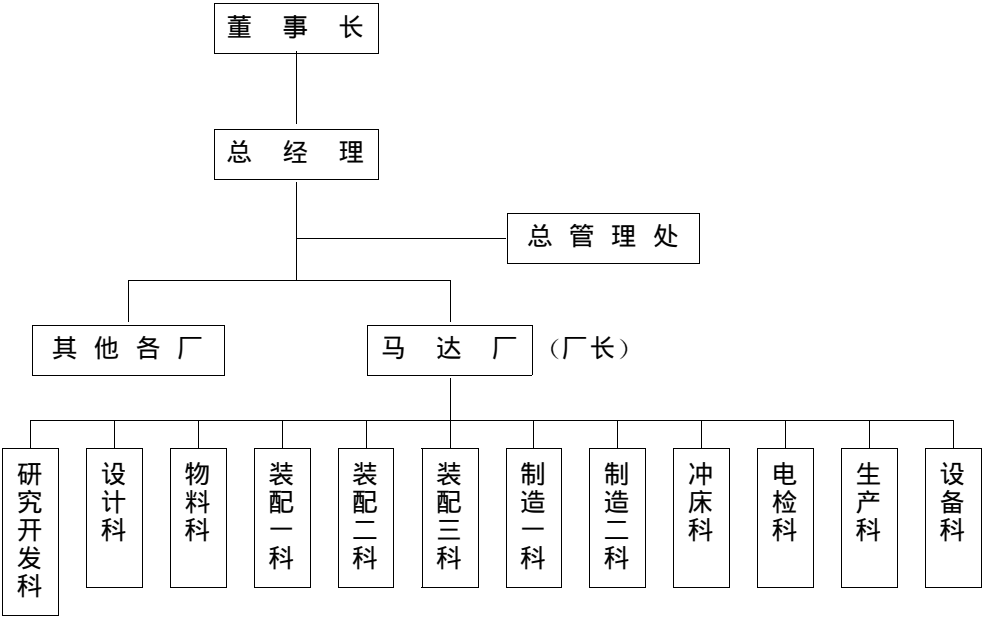 董事长
总经理
总管理处
其他各厂
马达厂（厂长）
研究开发科
设计科
物料科
装配一科
装配二科
装配三科
制造一科
制造二科
冲床科
电检科
生产科
设备科